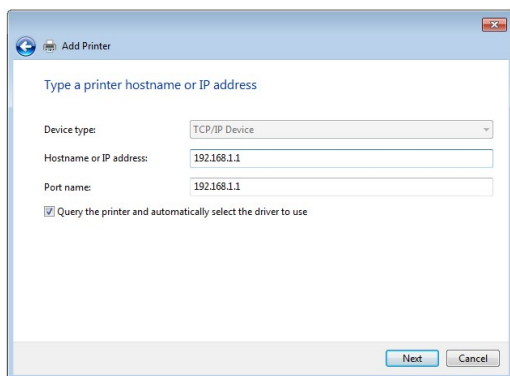 Add Printer
Type a printer hostname or IP address
Device type: TCP/IP Device
Hostname or IP address: 192.168.1.1
Port name: 192.168.1.1
Query the printer and automatically select the driver to use
Next Cancel